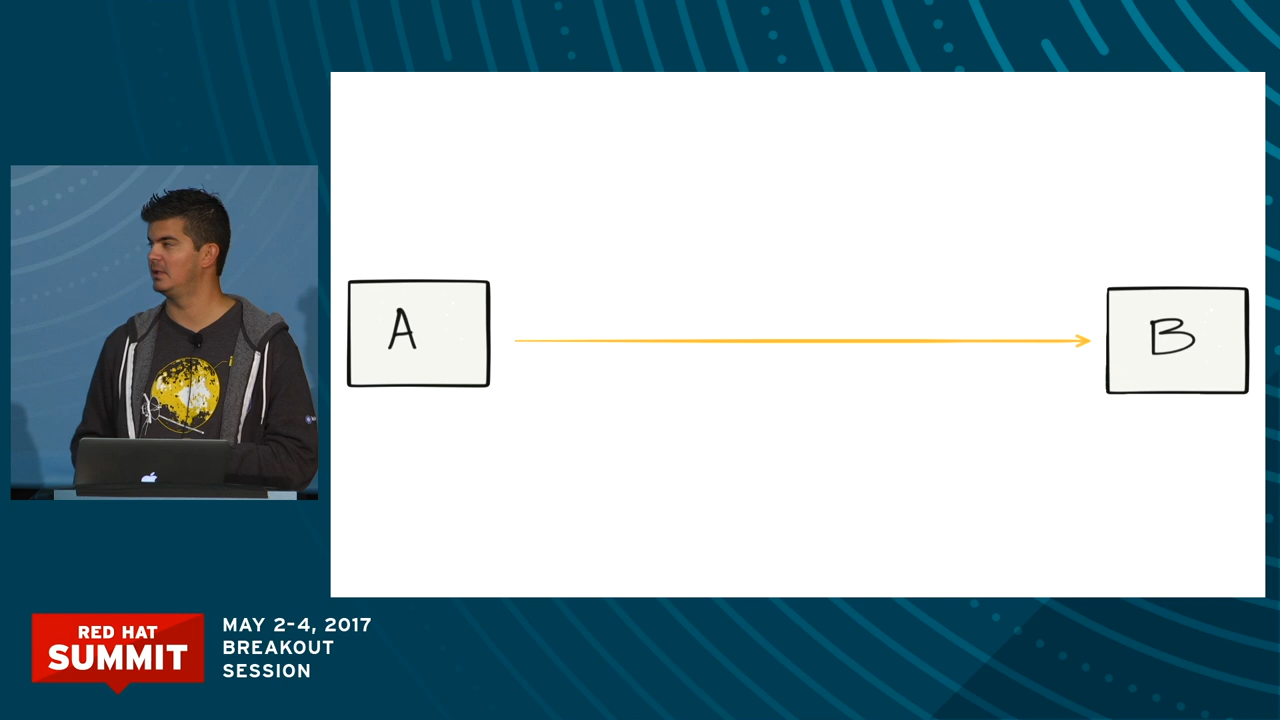 A
B
RED HAT
SUMMIT
MAY 2-4, 2017
BREAKOUT
SESSION